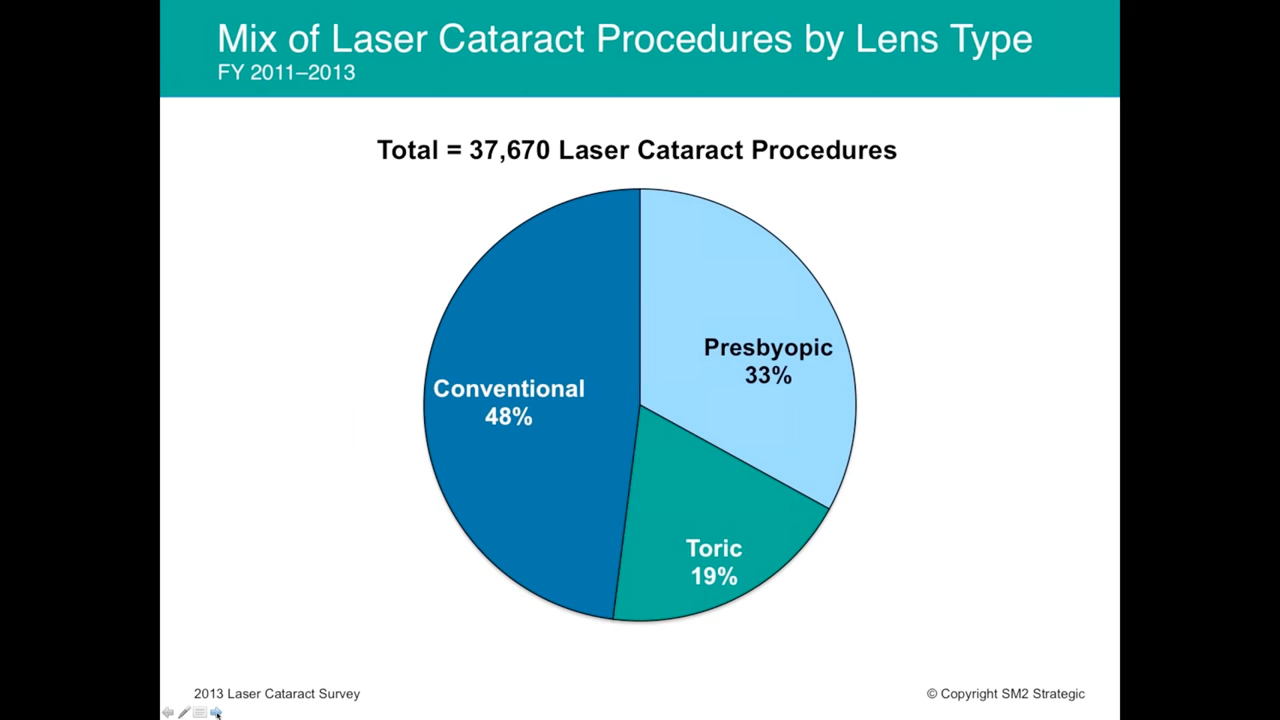 Mix of Laser Cataract Procedures by Lens Type
FY 2011–2013
Total = 37,670 Laser Cataract Procedures
Presbyopic
33%
Conventional
48%
Toric
19%
2013 Laser Cataract Survey
© Copyright SM2 Strategic